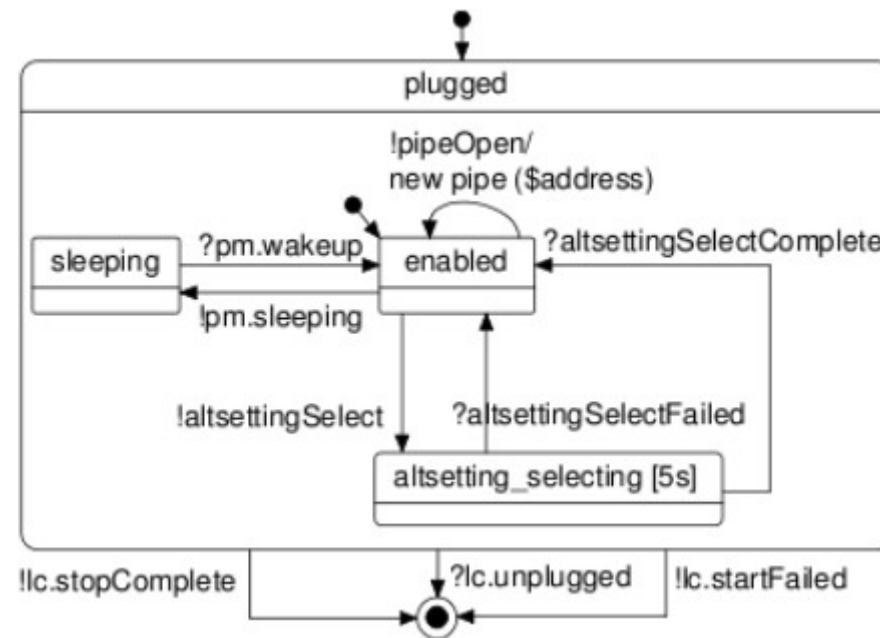 plugged
!pipeOpen/
new pipe ($address)
sleeping
?pm.wakeup
enabled
?altsettingSelectComplete
!pm.sleeping
!altsettingSelect
?altsettingSelectFailed
altsetting_selecting [5s]
!lc.stopComplete
?lc.unplugged
!lc.startFailed